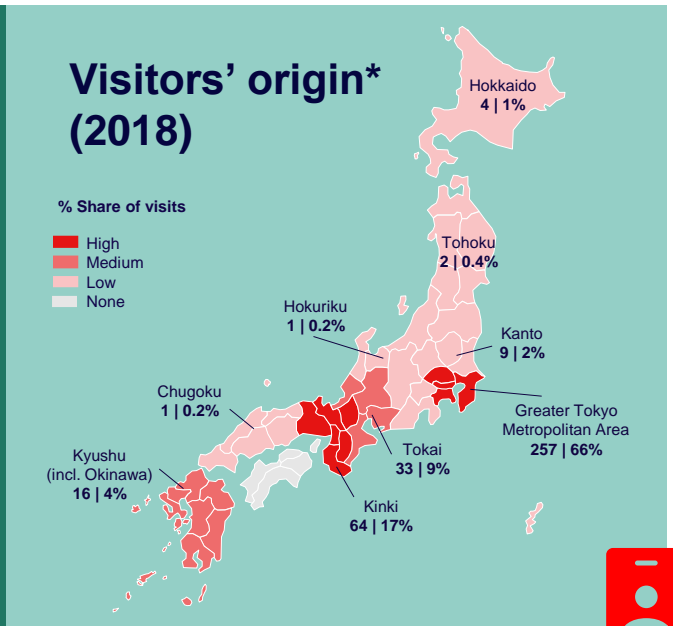 Visitors’ origin*
(2018)
% Share of visits
High
Medium
Low
None
Hokkaido
4 | 1%
Tohoku
2 | 0.4%
Hokuriku
1 | 0.2%
Kanto
9 | 2%
Chugoku
1 | 0.2%
Greater Tokyo
Metropolitan Area
257 | 66%
Tokai
33 | 9%
Kyushu
(incl. Okinawa)
16 | 4%
Kinki
64 | 17%